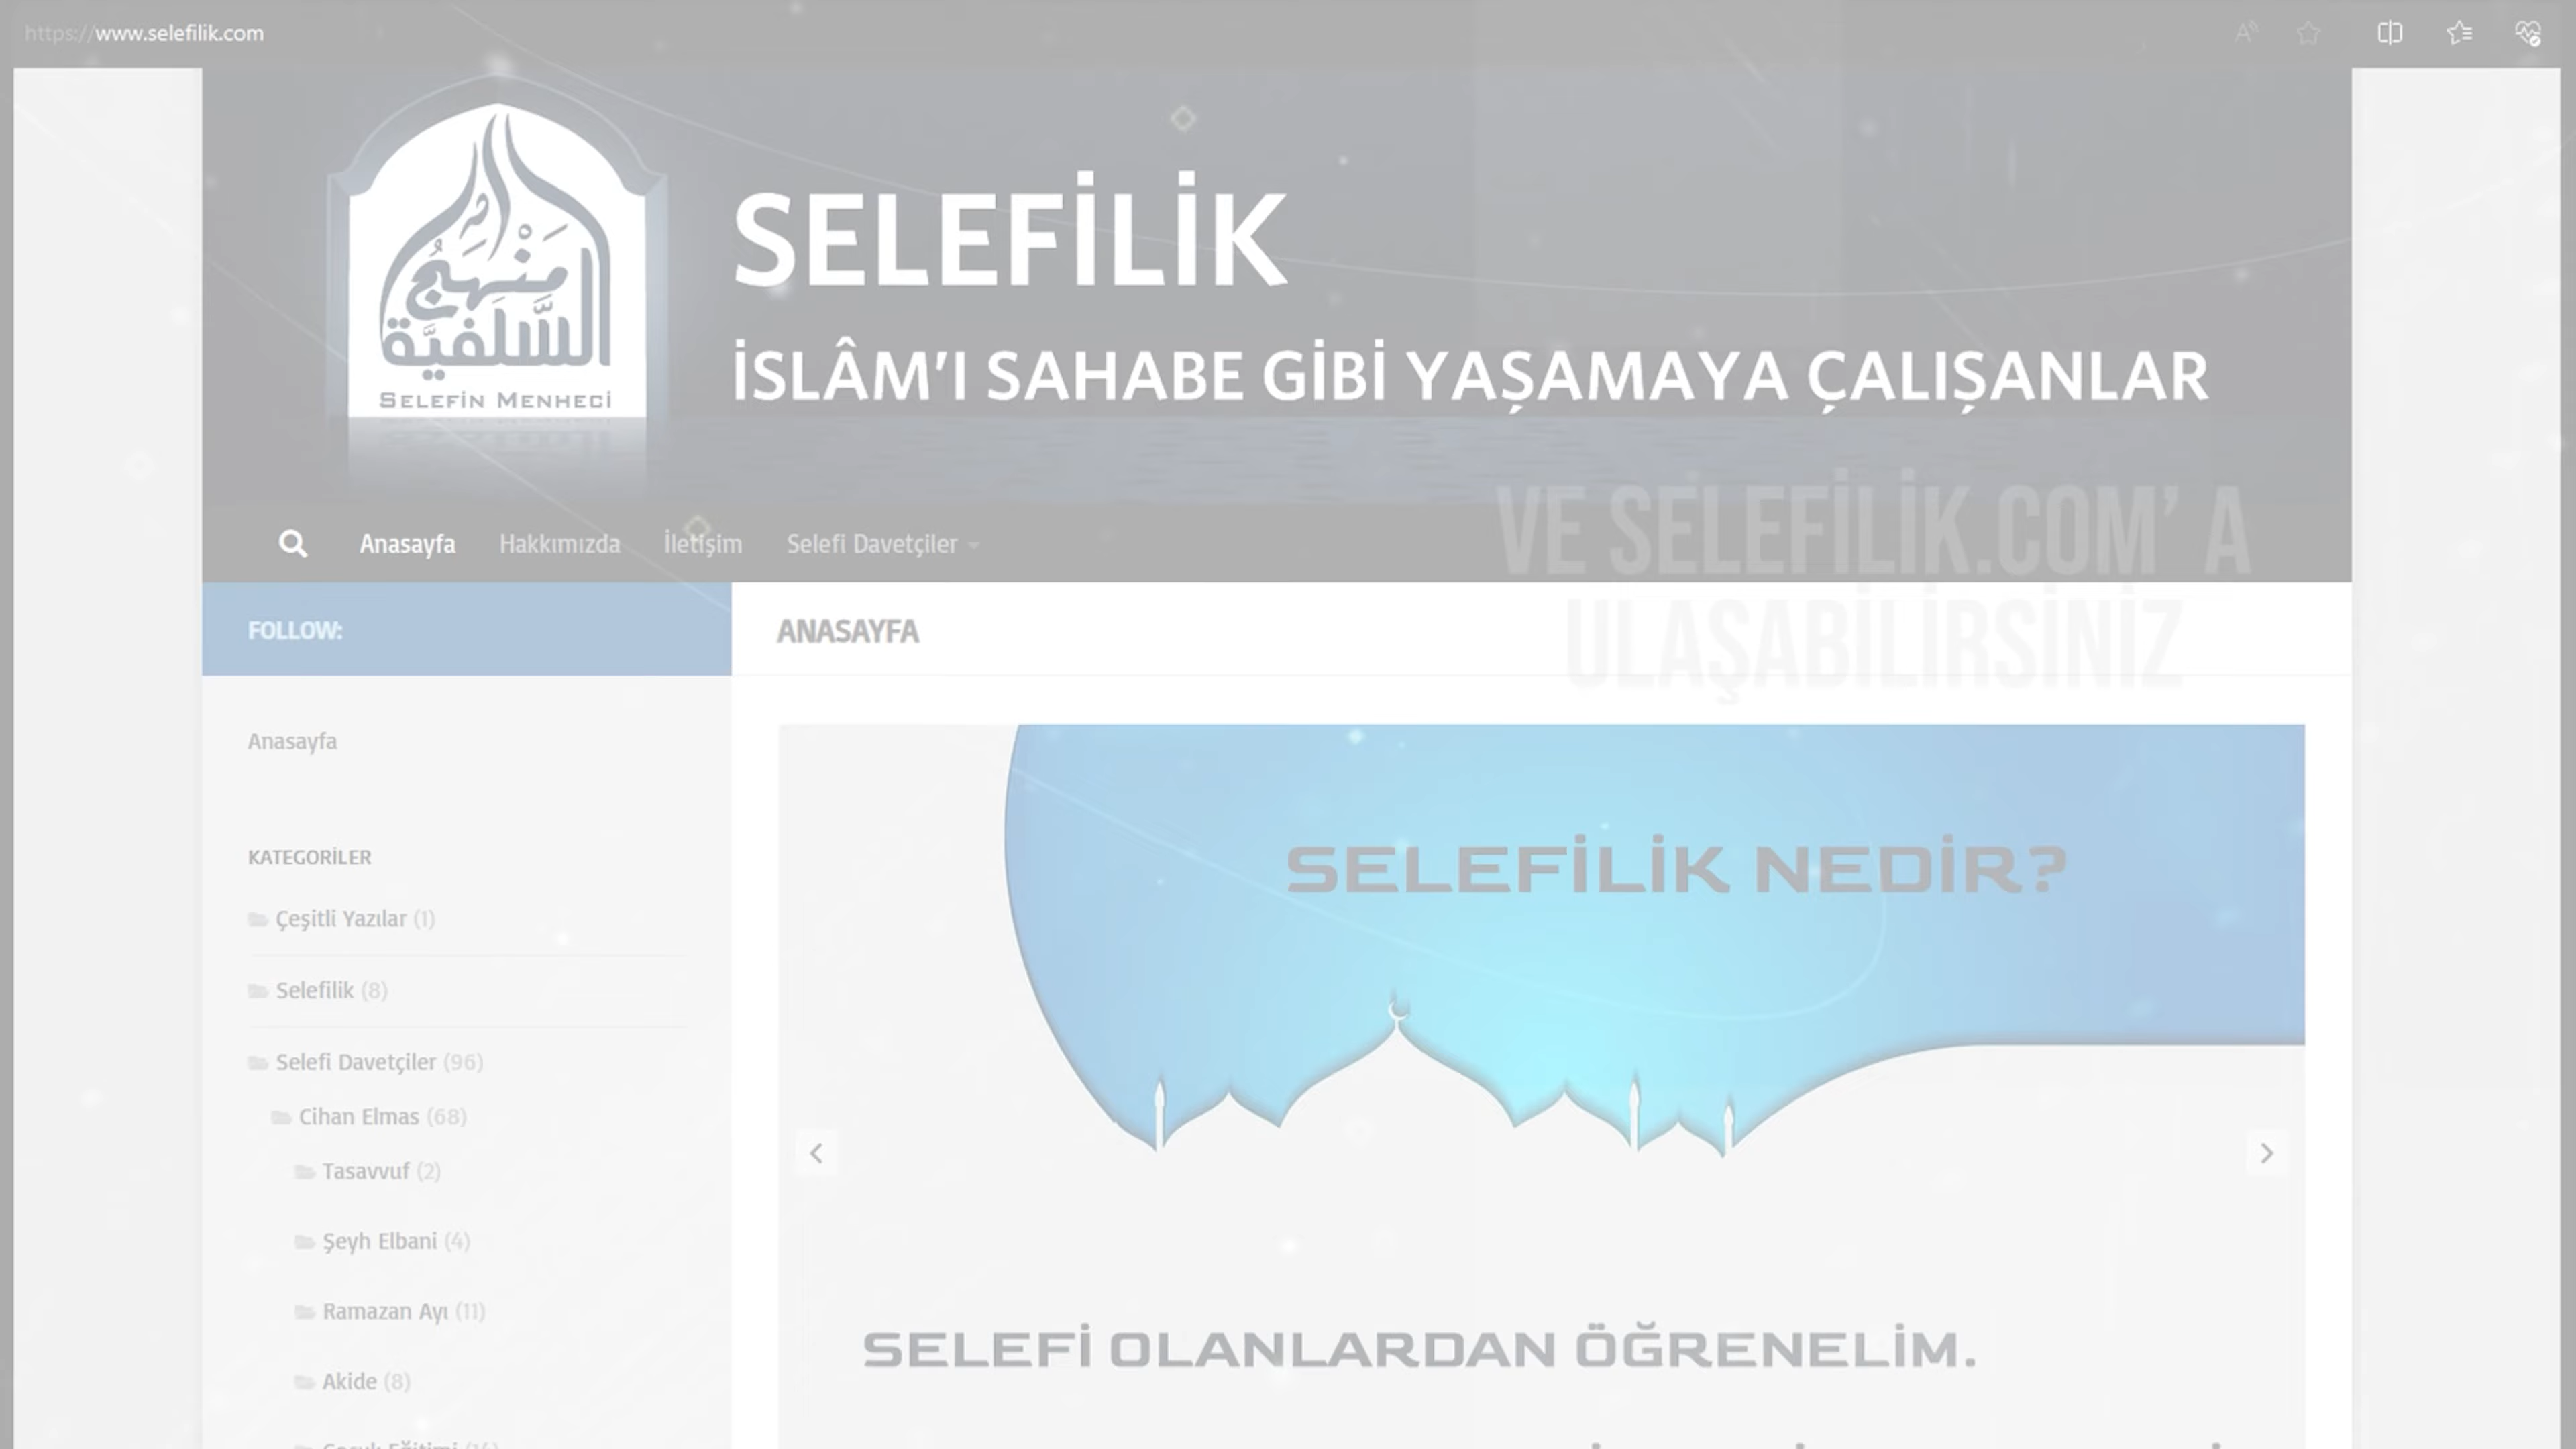 https://www.selefilik.com
منهج
السلفية
SELEFİN MENHECİ
SELEFİLİK
İSLÂM’I SAHABE GİBİ YAŞAMAYA ÇALIŞANLAR
VE SELEFİLİK.COM’ A
ULAŞABİLİRSİNİZ
Anasayfa Hakkımızda İletişim Selefi Davetçiler
FOLLOW:
ANASAYFA
Anasayfa
KATEGORİLER
Çeşitli Yazılar (1)
Selefilik (8)
Selefi Davetçiler (96)
Cihan Elmas (68)
Tasavvuf (2)
Şeyh Elbani (4)
Ramazan Ayı (11)
Akide (8)
SELEFİLİK NEDİR?
SELEFİ OLANLARDAN ÖĞRENELİM.